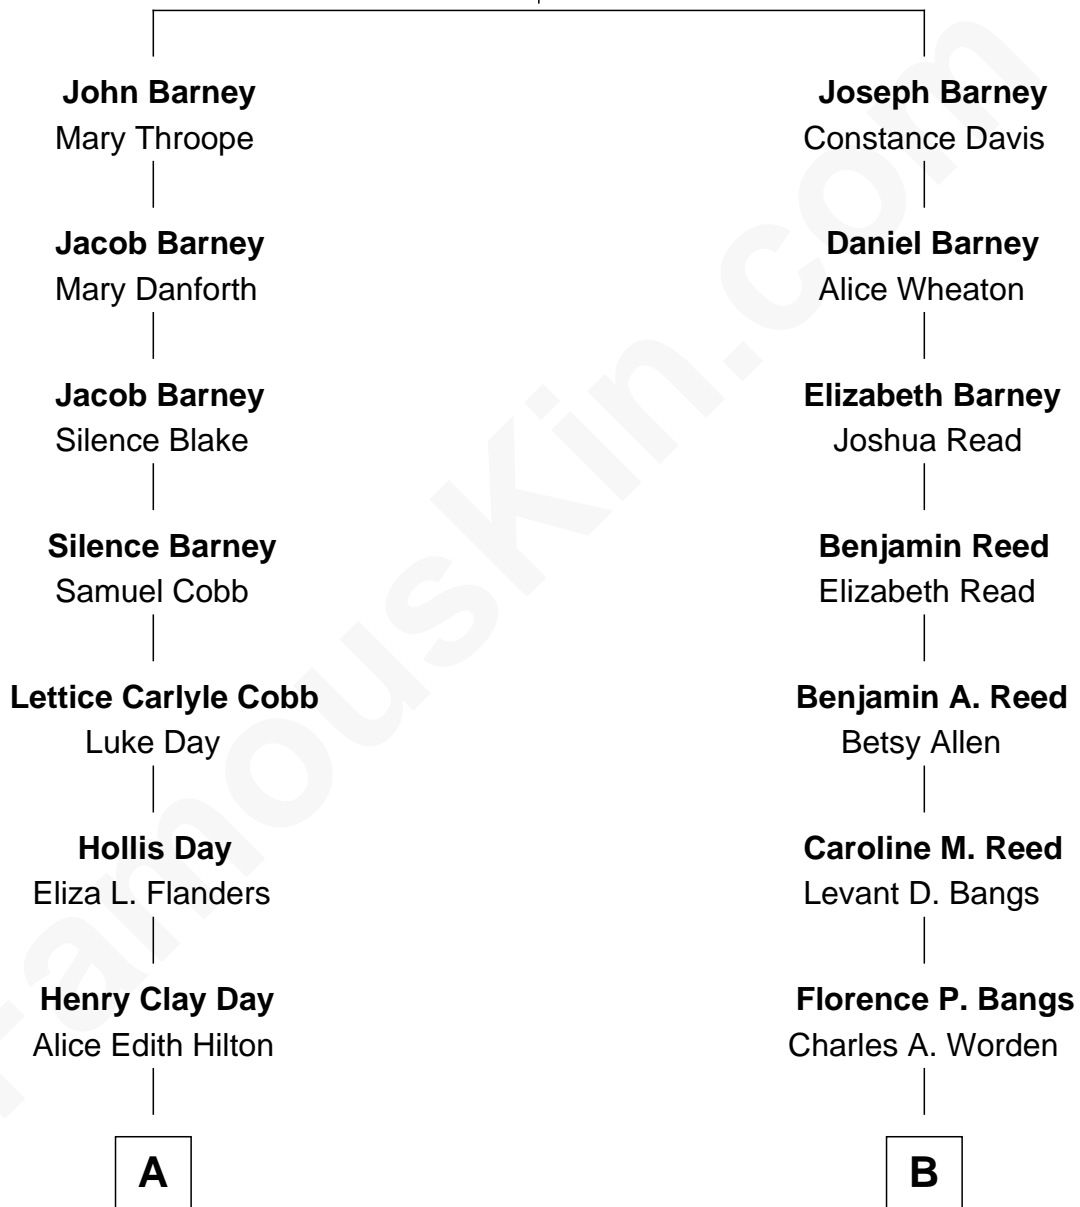 John Barney
Mary Throope
Jacob Barney
Mary Danforth
Jacob Barney
Silence Blake
Silence Barney
Samuel Cobb
Lettice Carlyle Cobb
Luke Day
Hollis Day
Eliza L. Flanders
Henry Clay Day
Alice Edith Hilton
A
Joseph Barney
Constance Davis
Daniel Barney
Alice Wheaton
Elizabeth Barney
Joshua Read
Benjamin Reed
Elizabeth Read
Benjamin A. Reed
Betsy Allen
Caroline M. Reed
Levant D. Bangs
Florence P. Bangs
Charles A. Worden
B
FamousKin.com